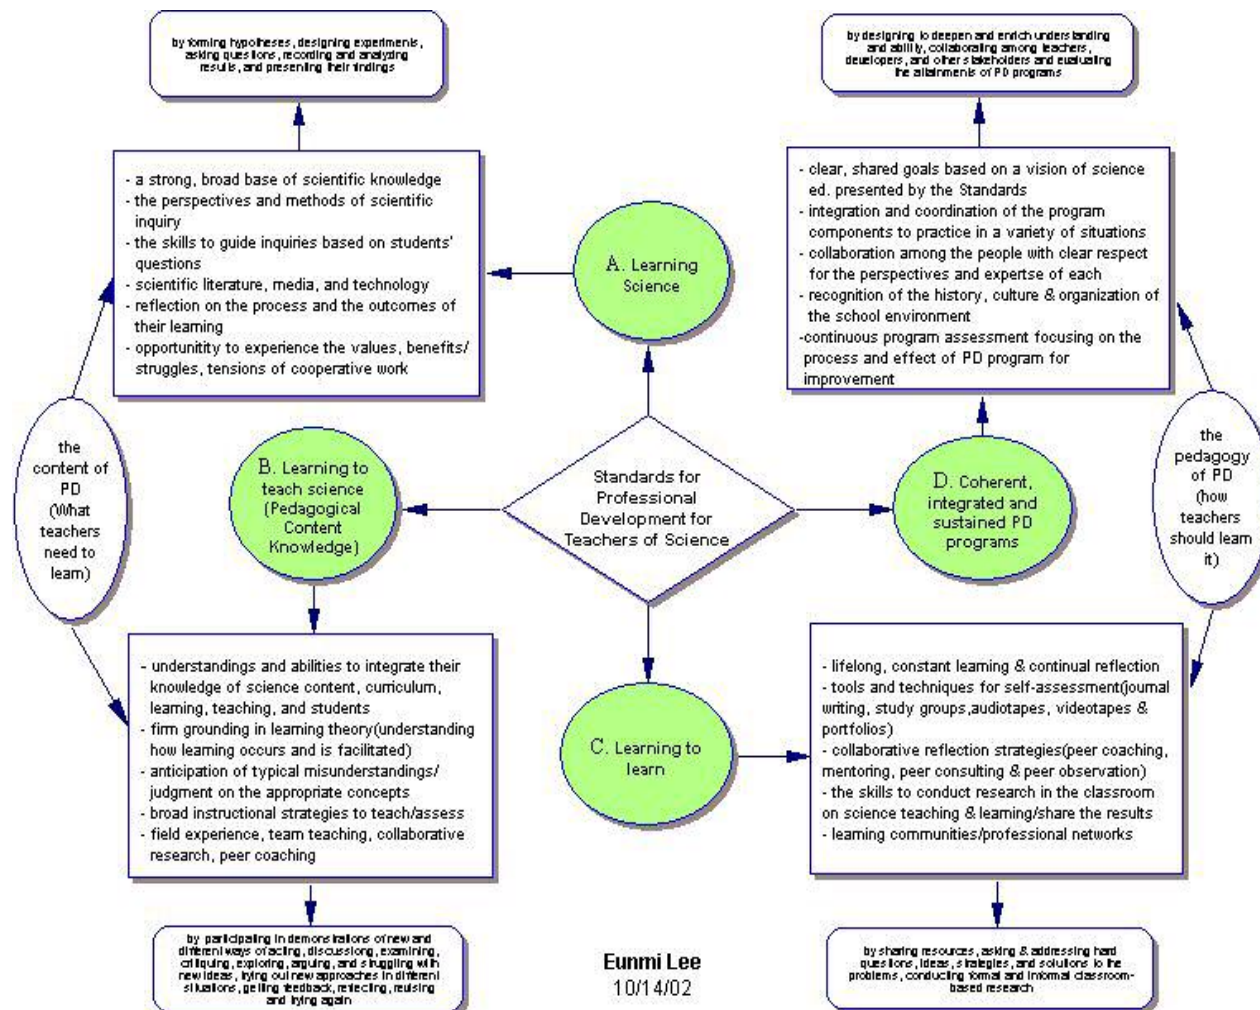 by forming hypotheses, designing experiments,
asking questions, recording and analyzing
results, and presenting their findings
by designing to deepen and enrich understanding
and ability, collaborating among teachers,
developers, and other stakeholders and evaluating
the attainments of PD programs
- a strong, broad base of scientific knowledge
- the perspectives and methods of scientific
inquiry
- the skills to guide inquiries based on students'
questions
- scientific literature, media, and technology
- reflection on the process and the outcomes of
their learning
- opportunitity to experience the values, benefits/
struggles, tensions of cooperative work
A. Learning
Science
- clear, shared goals based on a vision of science
ed. presented by the Standards
- integration and coordination of the program
components to practice in a variety of situations
- collaboration among the people with clear respect
for the perspectives and expertse of each
- recognition of the history, culture & organization of
the school environment
-continuous program assessment focusing on the
process and effect of PD program for
improvement
the
content of
PD
(What
teachers
need to
learn)
B. Learning to
teach science
(Pedagogical
Content
Knowledge)
Standards for
Professional
Development for
Teachers of Science
D. Coherent,
integrated and
sustained PD
programs
the
pedagogy
of PD
(how
teachers
should learn
it)
- understandings and abilities to integrate their
knowledge of science content, curriculum,
learning, teaching, and students
- firm grounding in learning theory(understanding
how learning occurs and is facilitated)
- anticipation of typical misunderstandings/
judgment on the appropriate concepts
- broad instructional strategies to teach/assess
- field experience, team teaching, collaborative
research, peer coaching
C. Learning to
learn
- lifelong, constant learning & continual reflection
- tools and techniques for self-assessment(journal
writing, study groups,audiotapes, videotapes &
portfolios)
- collaborative reflection strategies(peer coaching,
mentoring, peer consulting & peer observation)
- the skills to conduct research in the classroom
on science teaching & learning/share the results
- learning communities/professional networks
by participating in demonstrations of new and
different ways of acting, discussiong, examining,
critiquing, exploring, arguing, and struggling with
new ideas, trying out new approaches in different
situations, getting feedback, reflecting, revising
and trying again
Eunmi Lee
10/14/02
by sharing resources, asking & addressing hard
questions, ideas, strategies, and solutions to the
problems, conducting formal and informal classroom-
based research